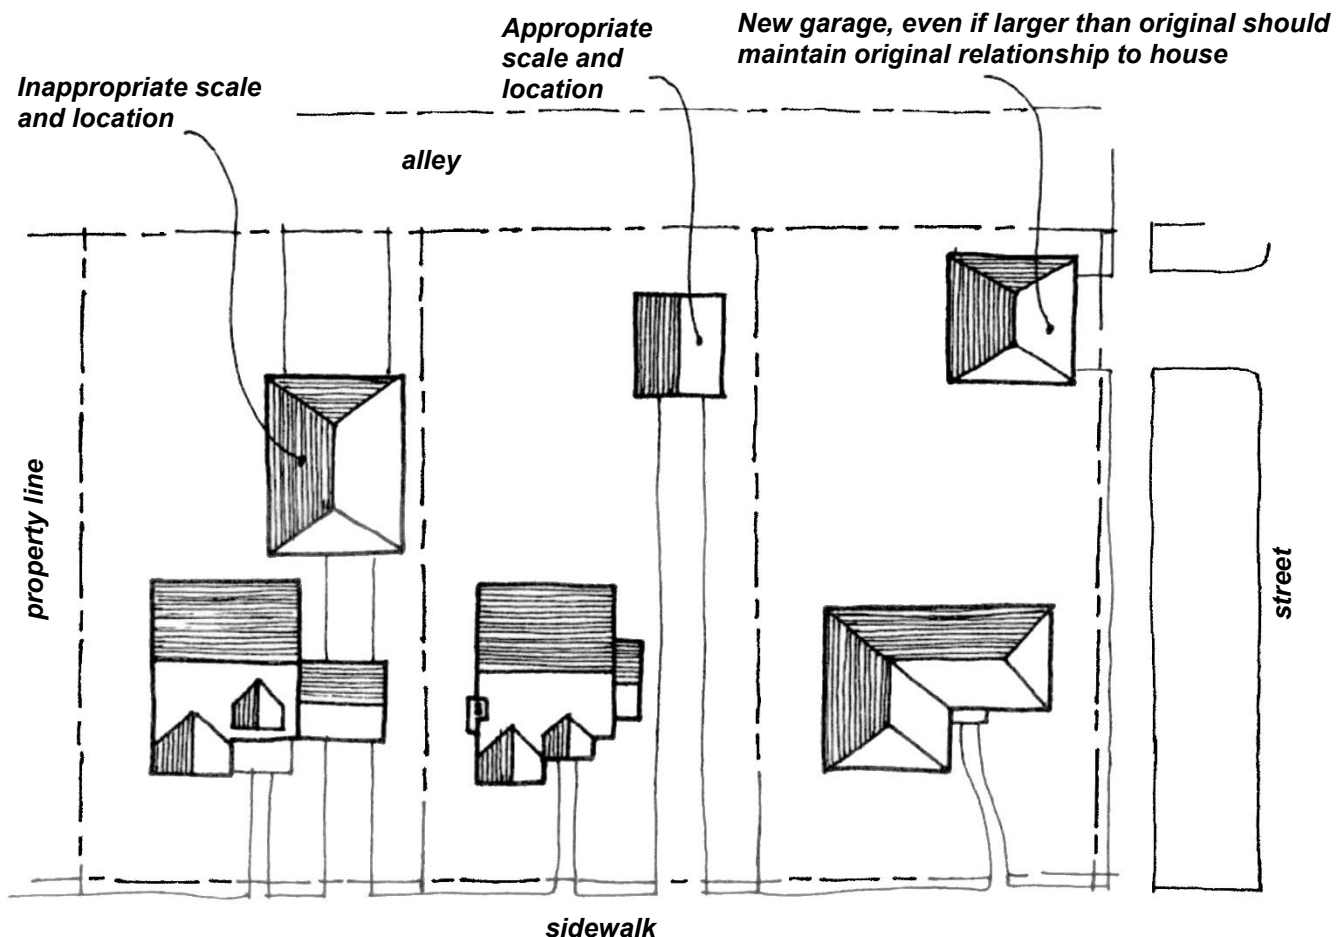 New garage, even if larger than original should
maintain original relationship to house
Appropriate
scale and
location
Inappropriate scale
and location
alley
property line
street
sidewalk